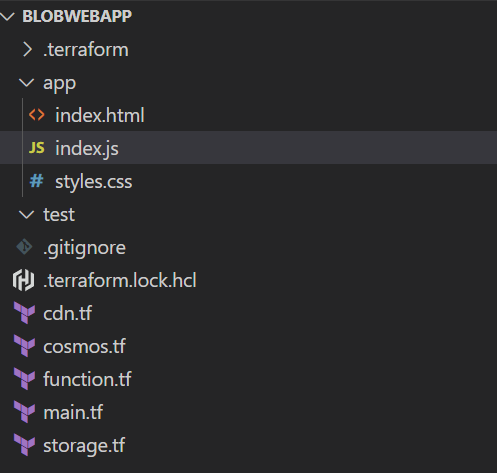 BLOBWEBAPP
.terraform
app
<> index.html
JS index.js
# styles.css
test
.gitignore
.terraform.lock.hcl
cdn.tf
cosmos.tf
function.tf
main.tf
storage.tf